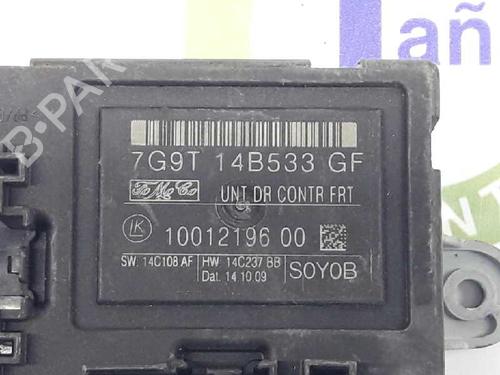 7G9T 14B533 GF
FoMoCo UNT DR CONTR FRT
LK 10012196 00
SW. 14C108 AF HW 14C237 BB
Dat. 14.10.09
S0Y0B
añ